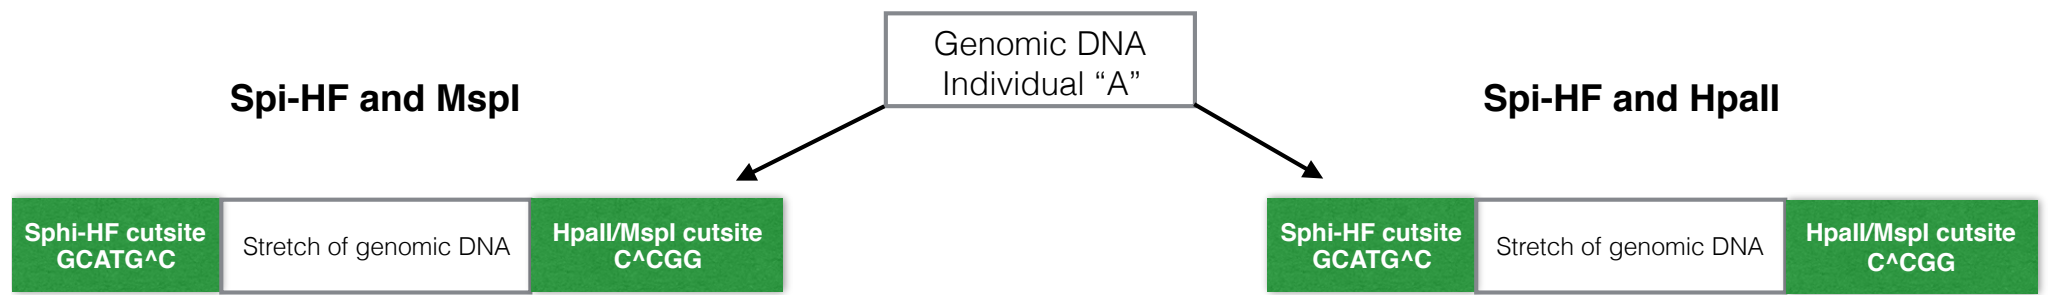 Genomic DNA
Individual “A”
Spi-HF and MspI
Spi-HF and HpaII
Sphi-HF cutsite
GCATG^C
Stretch of genomic DNA
HpaII/MspI cutsite
C^CGG
Sphi-HF cutsite
GCATG^C
Stretch of genomic DNA
HpaII/MspI cutsite
C^CGG